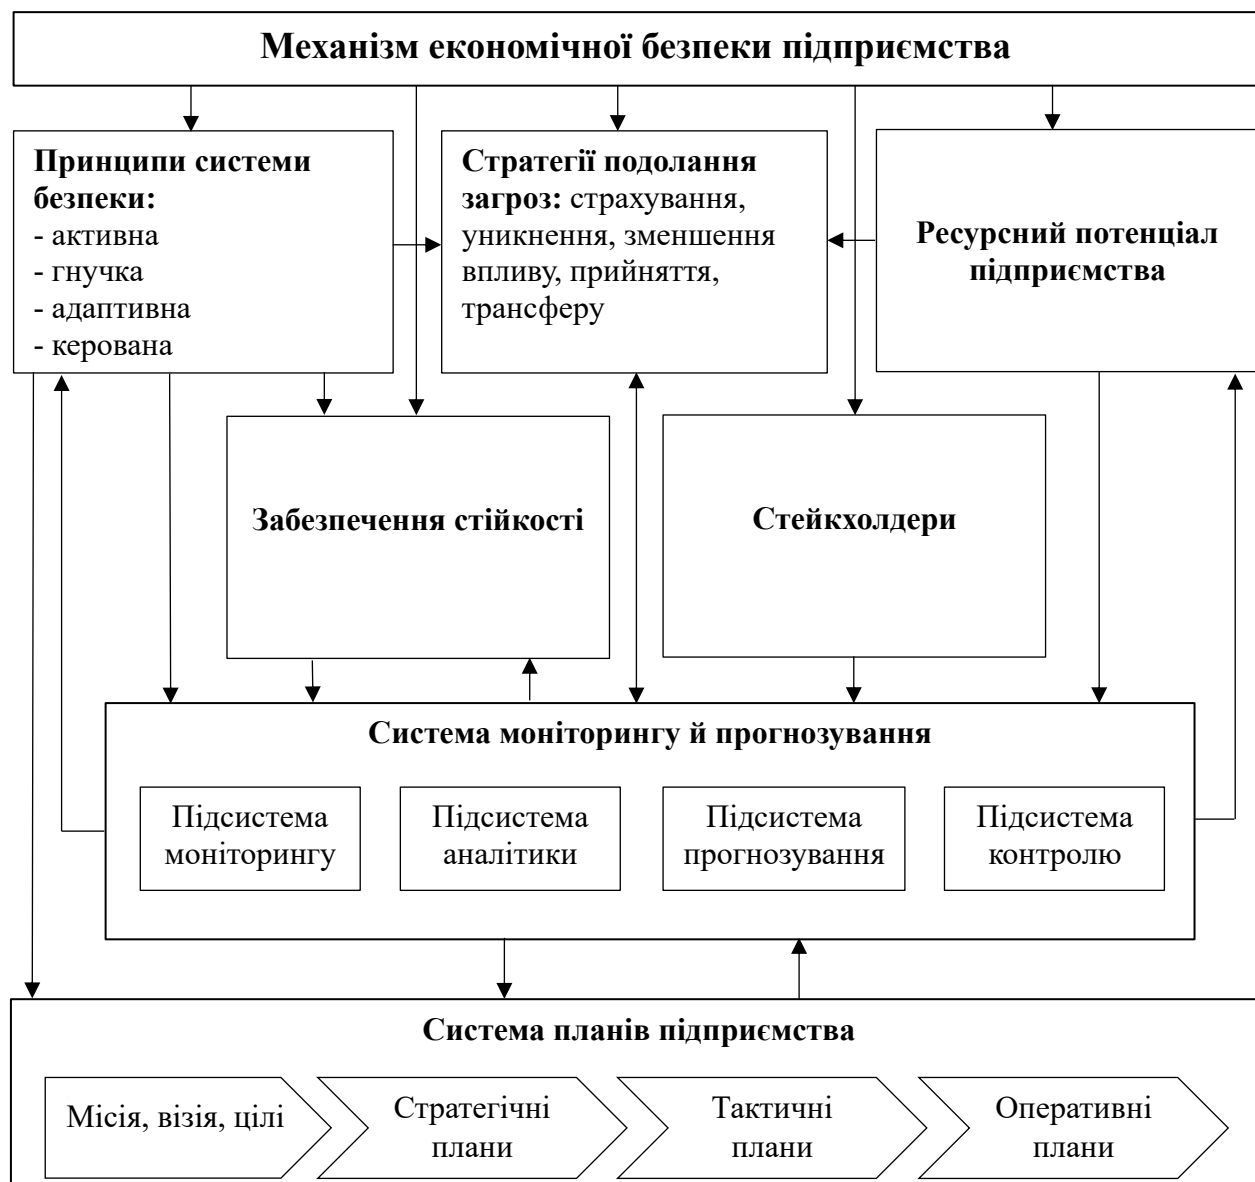 Механізм економічної безпеки підприємства
Принципи системи
безпеки:
- активна
- гнучка
- адаптивна
- керована
Стратегії подолання
загроз: страхування,
уникнення, зменшення
впливу, прийняття,
трансферу
Ресурсний потенціал
підприємства
Забезпечення стійкості
Стейкхолдери
Система моніторингу й прогнозування
Підсистема
моніторингу
Підсистема
аналітики
Підсистема
прогнозування
Підсистема
контролю
Система планів підприємства
Місія, візія, цілі
Стратегічні
плани
Тактичні
плани
Оперативні
плани